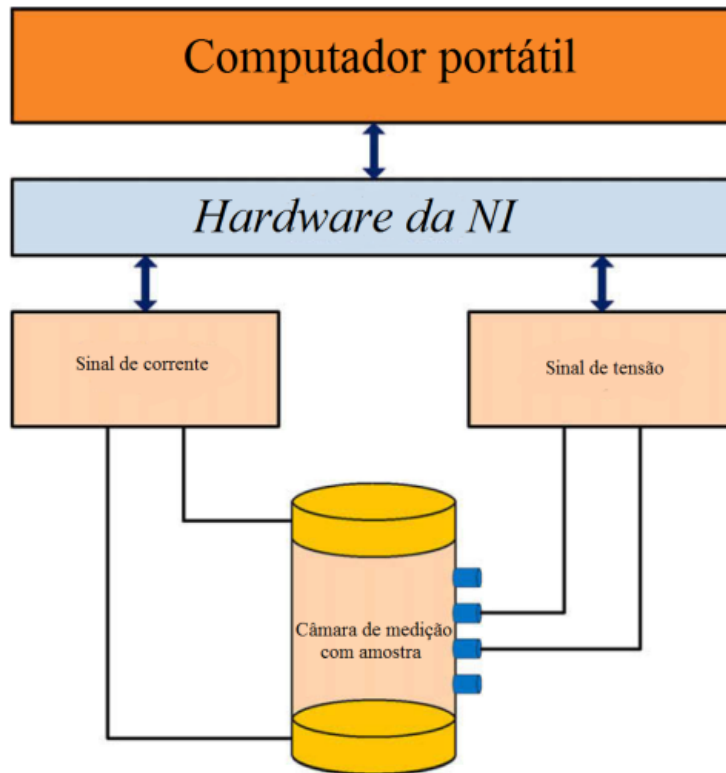 Computador portátil
Hardware da NI
Sinal de corrente
Sinal de tensão
Câmara de medição
com amostra